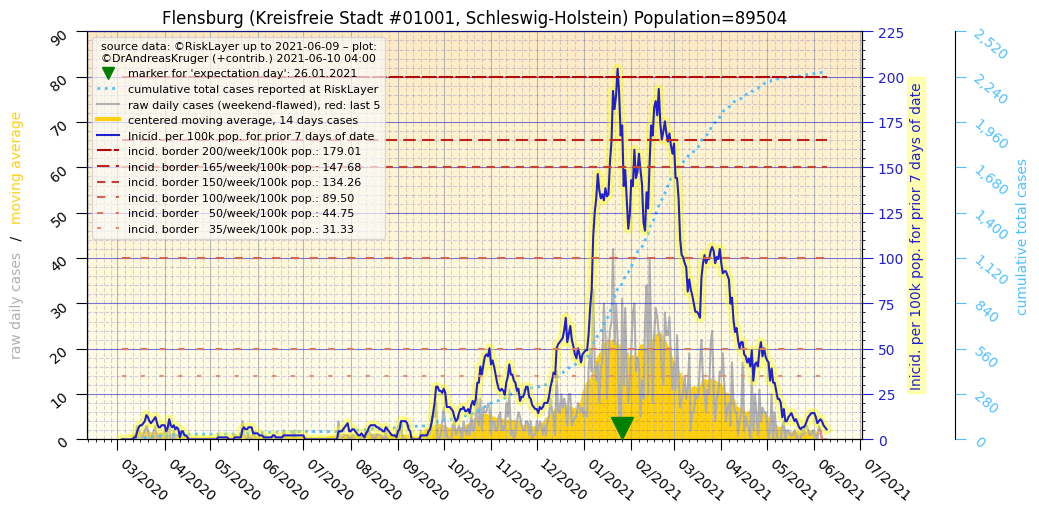 Flensburg (Kreisfreie Stadt #01001, Schleswig-Holstein) Population=89504
source data: ©RiskLayer up to 2021-06-09 – plot:
©DrAndreasKruger (+contrib.) 2021-06-10 04:00
marker for 'expectation day': 26.01.2021
cumulative total cases reported at RiskLayer
raw daily cases (weekend-flawed), red: last 5
centered moving average, 14 days cases
Inicid. per 100k pop. for prior 7 days of date
incid. border 200/week/100k pop.: 179.01
incid. border 165/week/100k pop.: 147.68
incid. border 150/week/100k pop.: 134.26
incid. border 100/week/100k pop.: 89.50
incid. border   50/week/100k pop.: 44.75
incid. border   35/week/100k pop.: 31.33
raw daily cases / moving average
90
80
70
60
50
40
30
20
10
0
225
200
175
150
125
100
75
50
25
0
Inicid. per 100k pop. for prior 7 days of date
2,520
2,240
1,960
1,680
1,400
1,120
840
560
280
0
cumulative total cases
03/2020
04/2020
05/2020
06/2020
07/2020
08/2020
09/2020
10/2020
11/2020
12/2020
01/2021
02/2021
03/2021
04/2021
05/2021
06/2021
07/2021